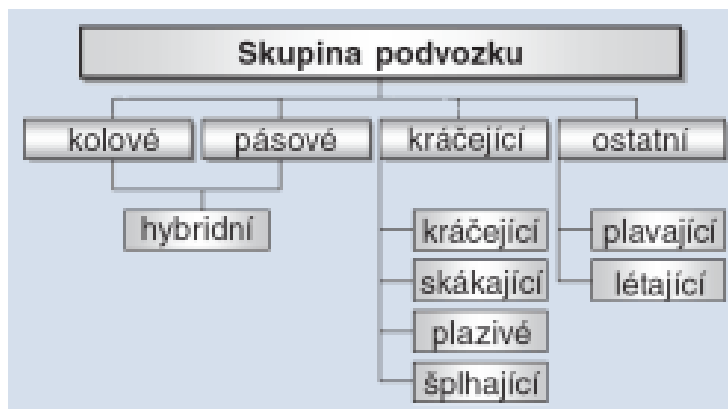 Skupina podvozku
kolové
pásové
kráčející
ostatní
hybridní
kráčející
skákající
plazivé
šplhající
plavající
létající